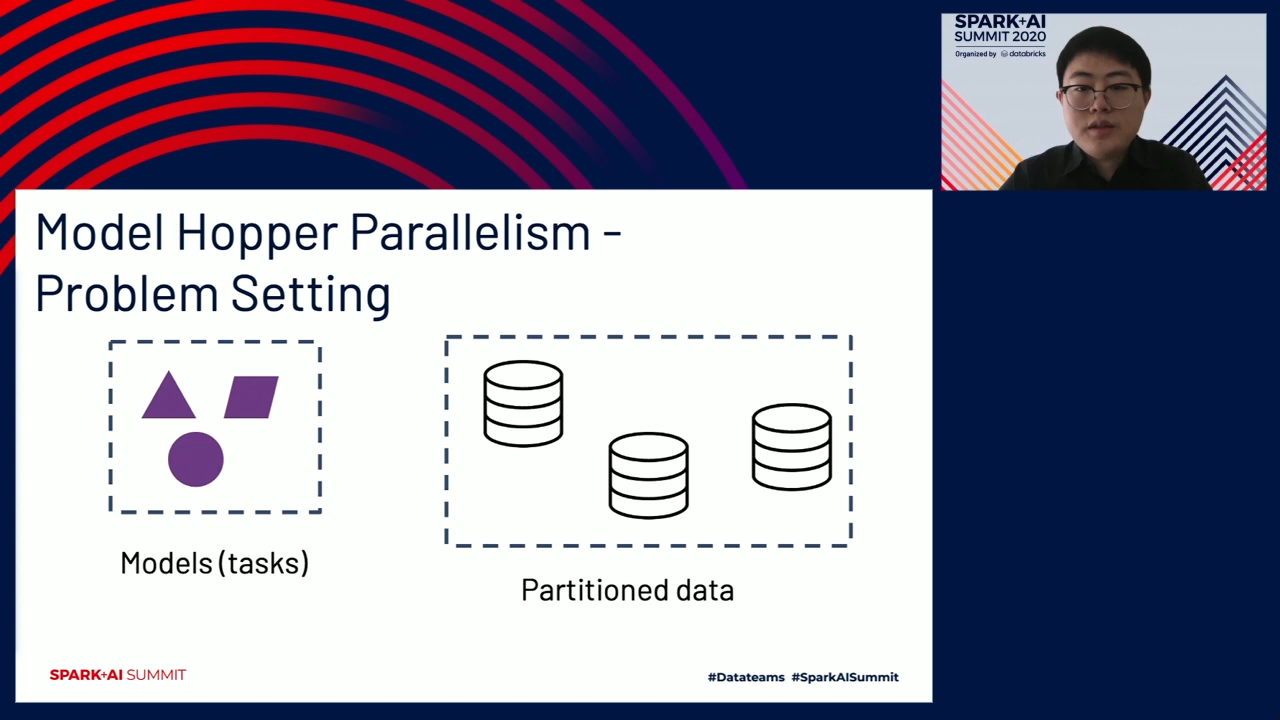 SPARK+AI
SUMMIT 2020
Organized by databricks
Model Hopper Parallelism -
Problem Setting
Models (tasks)
Partitioned data
SPARK+AI SUMMIT
#Datateams #SparkAISummit